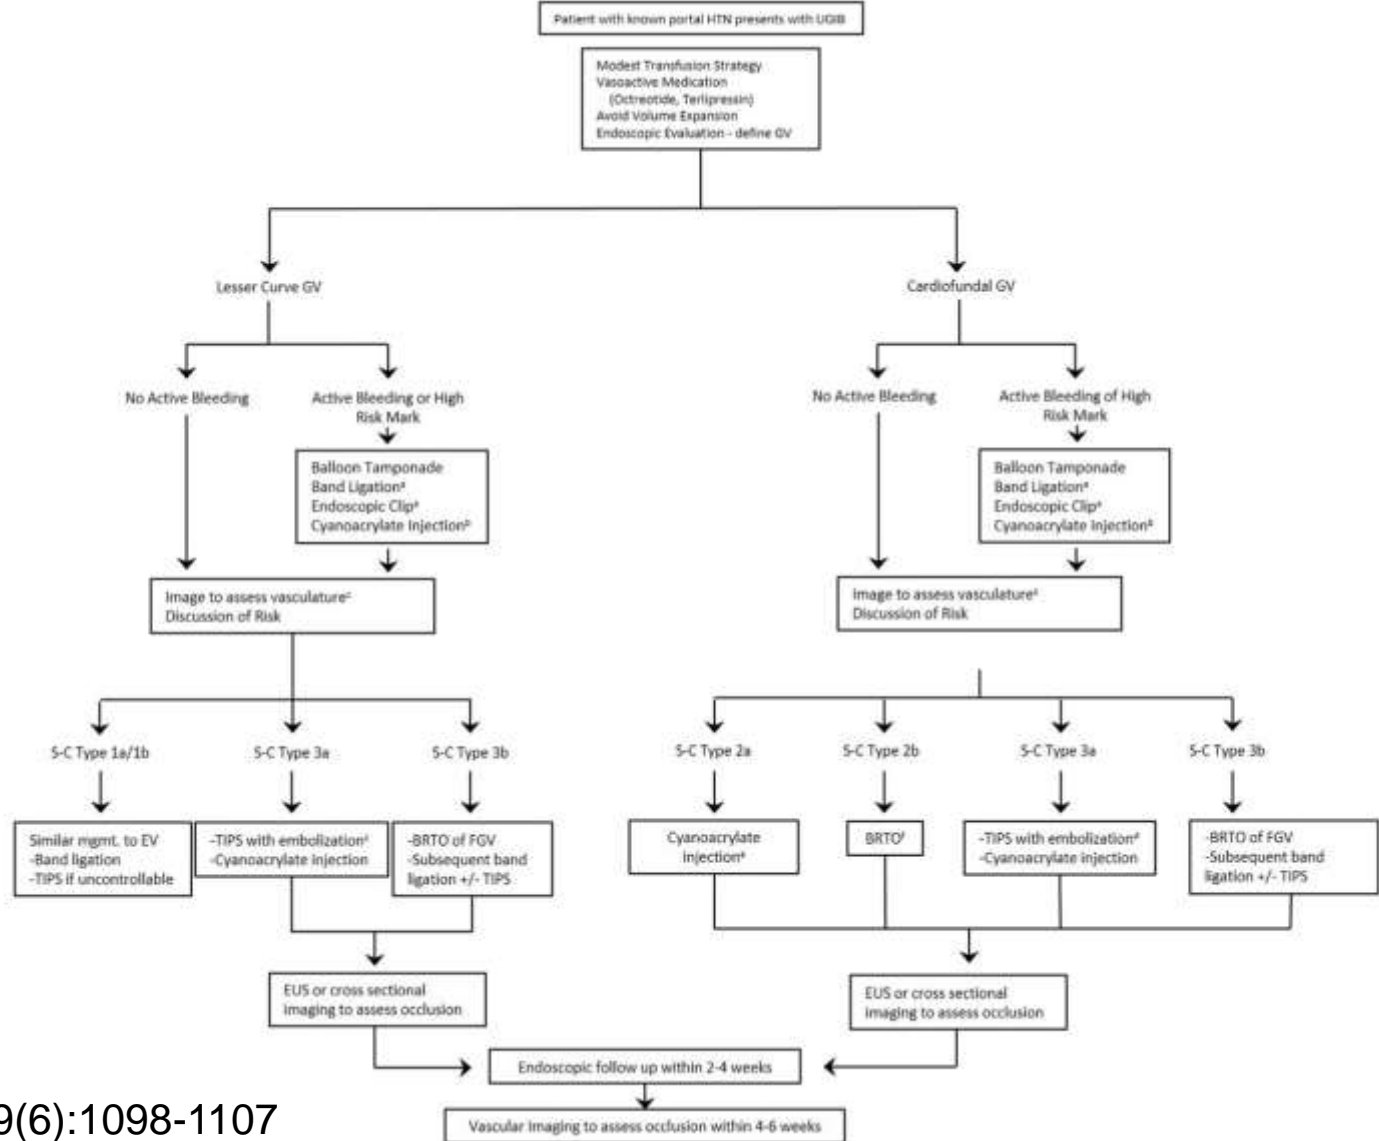 Patient with known portal HTN presents with UGIB
Modest Transfusion Strategy
Vasoactive Medication
(Octreotide, Terlipressin)
Avoid Volume Expansion
Endoscopic Evaluation - define GV
Lesser Curve GV
Cardiofundal GV
No Active Bleeding
Active Bleeding or High
Risk Mark
No Active Bleeding
Active Bleeding of High
Risk Mark
Balloon Tamponade
Band Ligationᵃ
Endoscopic Clipᵃ
Cyanoacrylate Injectionᵇ
Balloon Tamponade
Band Ligationᵃ
Endoscopic Clipᵃ
Cyanoacrylate Injectionᵇ
Image to assess vasculatureᶜ
Discussion of Risk
Image to assess vasculature
Discussion of Risk
S-C Type 1a/1b
S-C Type 3a
S-C Type 3b
S-C Type 2a
S-C Type 2b
S-C Type 3a
S-C Type 3b
Similar mgmt. to EV
-Band ligation
-TIPS if uncontrollable
-TIPS with embolization
-Cyanoacrylate injection
-BRTO of FGV
-Subsequent band
ligation +/- TIPS
Cyanoacrylate
injection
BRTO
-TIPS with embolization
-Cyanoacrylate injection
-BRTO of FGV
-Subsequent band
ligation +/- TIPS
EUS or cross sectional
imaging to assess occlusion
EUS or cross sectional
imaging to assess occlusion
Endoscopic follow up within 2-4 weeks
Vascular imaging to assess occlusion within 4-6 weeks
9(6):1098-1107